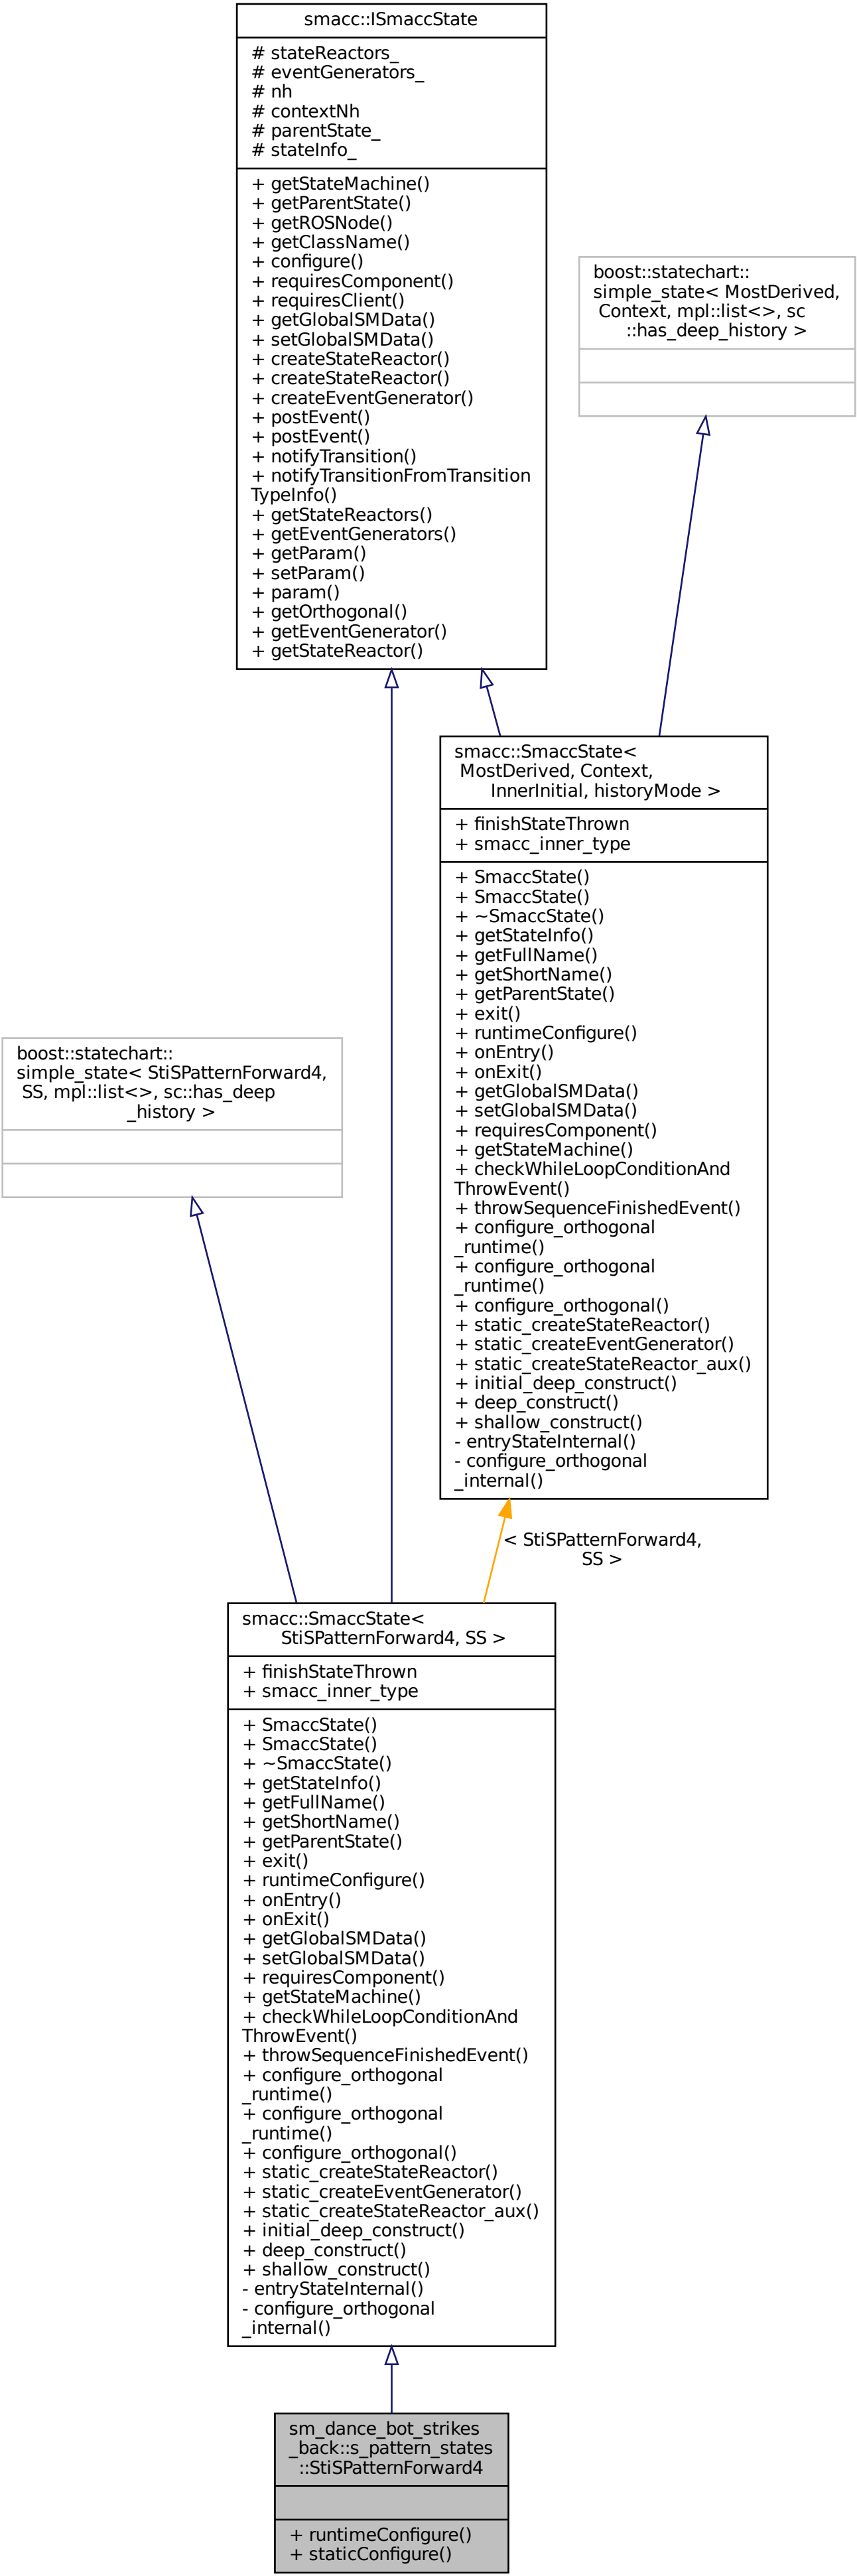 smacc::ISmaccState
# stateReactors_
# eventGenerators_
# nh
# contextNh
# parentState_
# stateInfo_
+ getStateMachine()
+ getParentState()
+ getROSNode()
+ getClassName()
+ configure()
+ requiresComponent()
+ requiresClient()
+ getGlobalSMData()
+ setGlobalSMData()
+ createStateReactor()
+ createStateReactor()
+ createEventGenerator()
+ postEvent()
+ postEvent()
+ notifyTransition()
+ notifyTransitionFromTransition
TypeInfo()
+ getStateReactors()
+ getEventGenerators()
+ getParam()
+ setParam()
+ param()
+ getOrthogonal()
+ getEventGenerator()
+ getStateReactor()
boost::statechart::
simple_state< MostDerived,
Context, mpl::list<>, sc
::has_deep_history >
smacc::SmaccState<
MostDerived, Context,
InnerInitial, historyMode >
+ finishStateThrown
+ smacc_inner_type
+ SmaccState()
+ SmaccState()
+ ~SmaccState()
+ getStateInfo()
+ getFullName()
+ getShortName()
+ getParentState()
+ exit()
+ runtimeConfigure()
+ onEntry()
+ onExit()
+ getGlobalSMData()
+ setGlobalSMData()
+ requiresComponent()
+ getStateMachine()
+ checkWhileLoopConditionAnd
ThrowEvent()
+ throwSequenceFinishedEvent()
+ configure_orthogonal
_runtime()
+ configure_orthogonal
_runtime()
+ configure_orthogonal()
+ static_createStateReactor()
+ static_createEventGenerator()
+ static_createStateReactor_aux()
+ initial_deep_construct()
+ deep_construct()
+ shallow_construct()
- entryStateInternal()
- configure_orthogonal
_internal()
boost::statechart::
simple_state< StiSPatternForward4,
SS, mpl::list<>, sc::has_deep
_history >
< StiSPatternForward4,
SS >
smacc::SmaccState<
StiSPatternForward4, SS >
+ finishStateThrown
+ smacc_inner_type
+ SmaccState()
+ SmaccState()
+ ~SmaccState()
+ getStateInfo()
+ getFullName()
+ getShortName()
+ getParentState()
+ exit()
+ runtimeConfigure()
+ onEntry()
+ onExit()
+ getGlobalSMData()
+ setGlobalSMData()
+ requiresComponent()
+ getStateMachine()
+ checkWhileLoopConditionAnd
ThrowEvent()
+ throwSequenceFinishedEvent()
+ configure_orthogonal
_runtime()
+ configure_orthogonal
_runtime()
+ configure_orthogonal()
+ static_createStateReactor()
+ static_createEventGenerator()
+ static_createStateReactor_aux()
+ initial_deep_construct()
+ deep_construct()
+ shallow_construct()
- entryStateInternal()
- configure_orthogonal
_internal()
sm_dance_bot_strikes
_back::s_pattern_states
::StiSPatternForward4
+ runtimeConfigure()
+ staticConfigure()